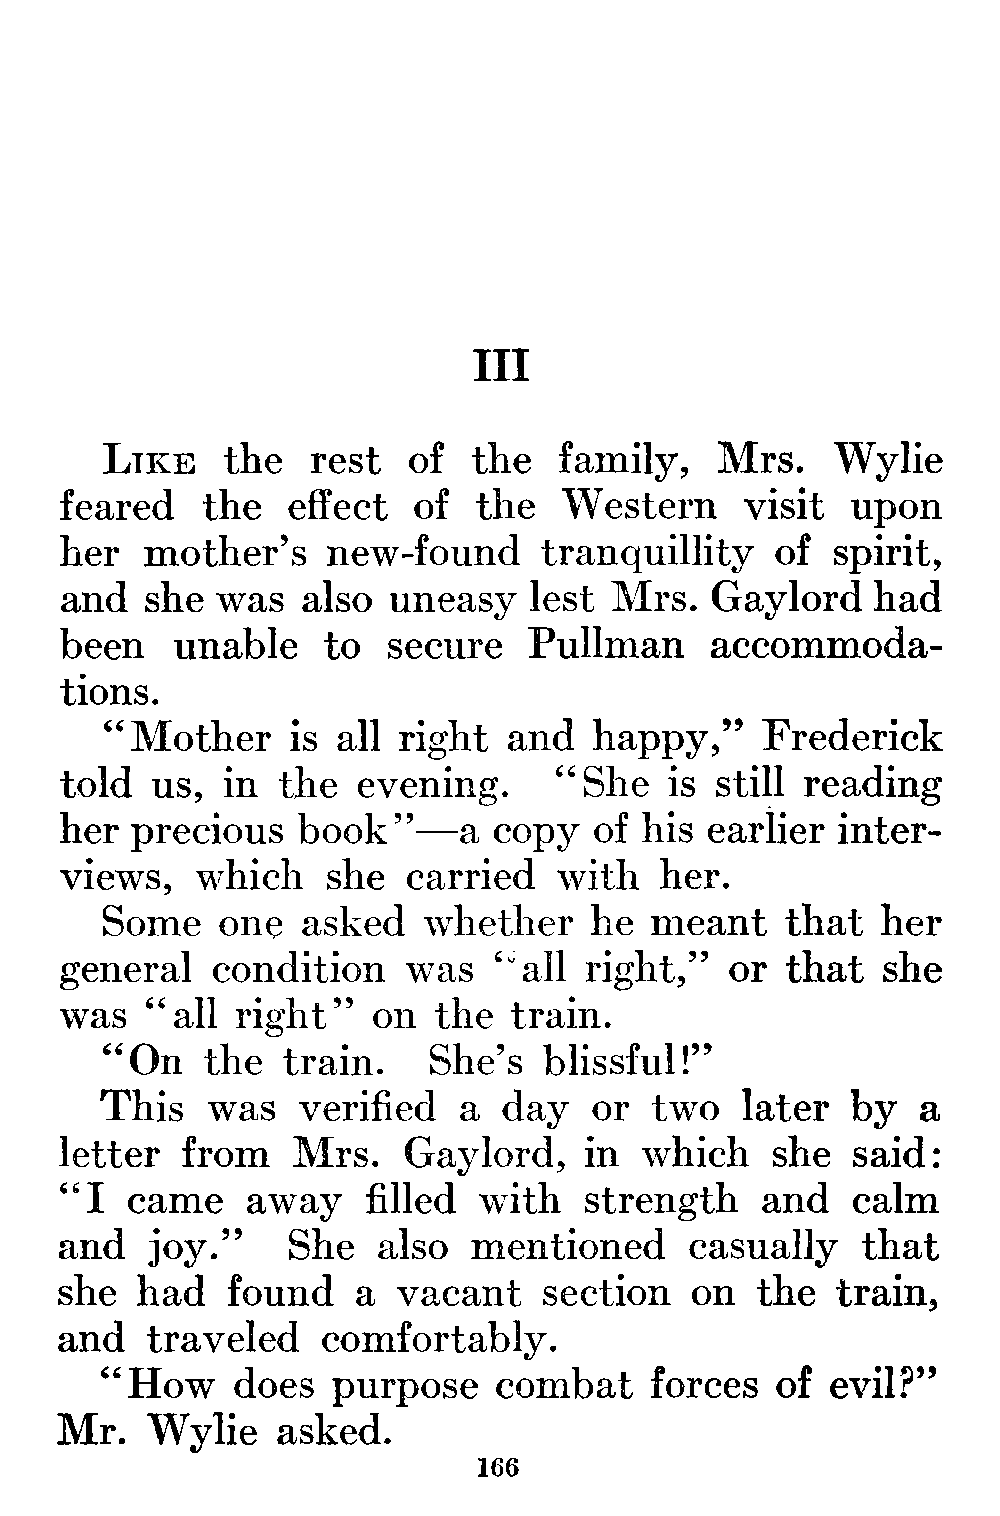 III
LIKE the rest of the family, Mrs. Wylie
feared the effect of the Western visit upon
her mother's new-found tranquillity of spirit,
and she was also uneasy lest Mrs. Gaylord had
been unable to secure Pullman accommoda-
tions.
"Mother is all right and happy," Frederick
told us, in the evening. "She is still reading
her precious book"—a copy of his earlier inter-
views, which she carried with her.
Some one asked whether he meant that her
general condition was "all right," or that she
was "all right" on the train.
"On the train. She's blissful!"
This was verified a day or two later by a
letter from Mrs. Gaylord, in which she said:
"I came away filled with strength and calm
and joy." She also mentioned casually that
she had found a vacant section on the train,
and traveled comfortably.
"How does purpose combat forces of evil?"
Mr. Wylie asked.
166